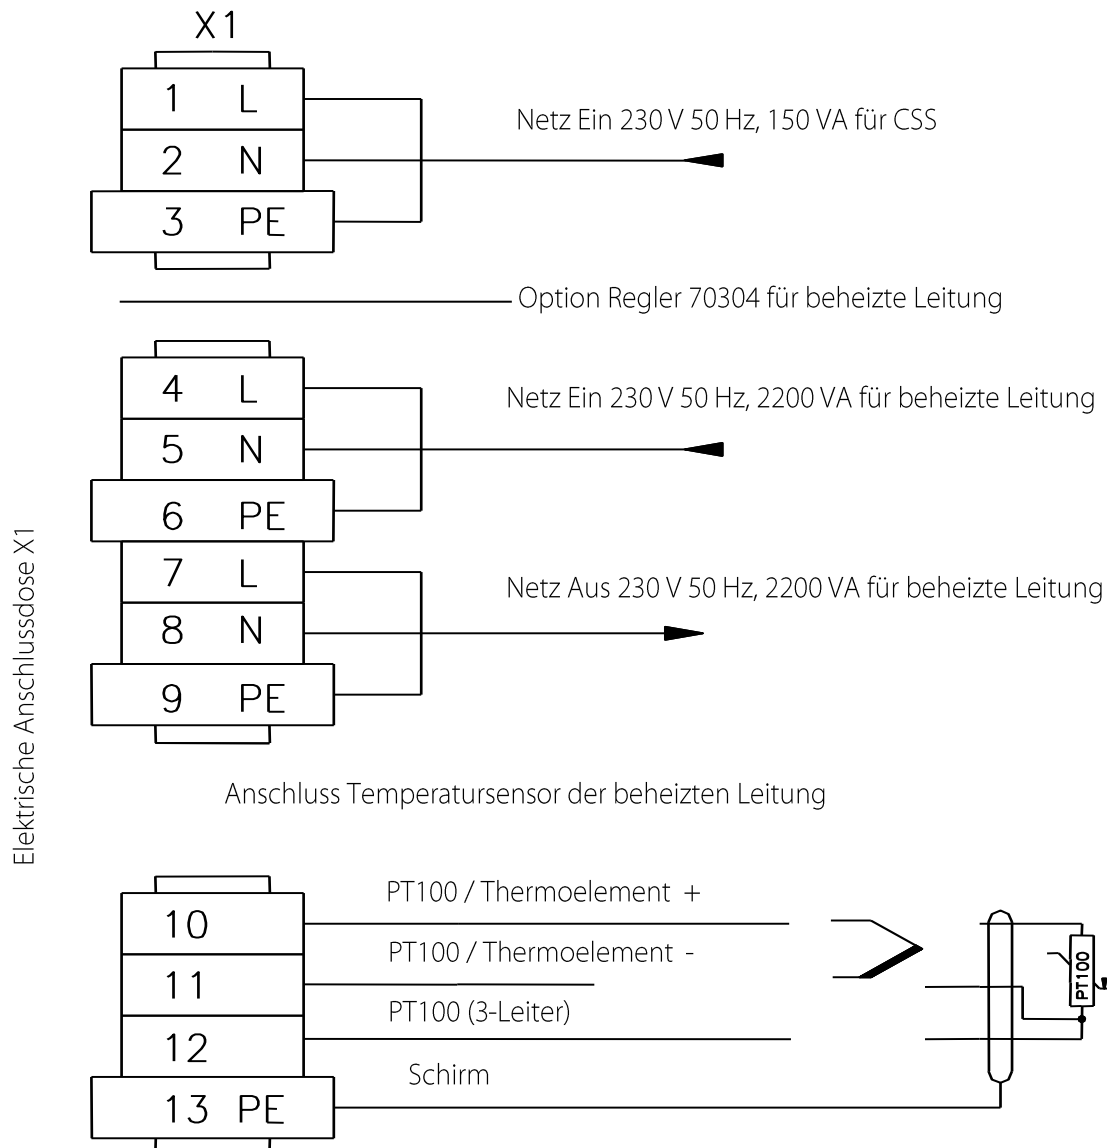 X1
1 L
Netz Ein 230 V 50 Hz, 150 VA für CSS
2 N
3 PE
Option Regler 70304 für beheizte Leitung
4 L
Netz Ein 230 V 50 Hz, 2200 VA für beheizte Leitung
5 N
6 PE
7 L
Netz Aus 230 V 50 Hz, 2200 VA für beheizte Leitung
8 N
9 PE
Elektrische Anschlussdose X1
Anschluss Temperatursensor der beheizten Leitung
PT100 / Thermoelement +
10
PT100 / Thermoelement -
11
PT100 (3-Leiter)
12
Schirm
13 PE
PT100